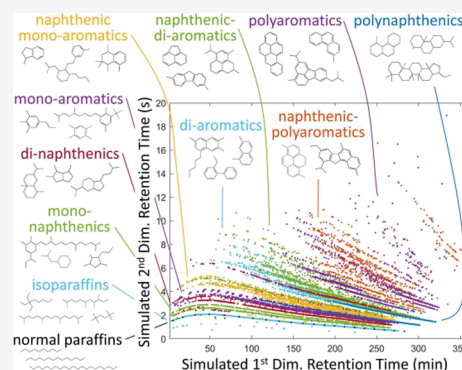 naphthenic
mono-aromatics
naphthenic-
di-aromatics
polyaromatics
polynaphthenics
mono-aromatics
di-naphthenics
mono-
naphthenics
isoparaffins
normal paraffins
di-aromatics
naphthenic-
polyaromatics
Simulated 2nd Dim. Retention Time (s)
20
18
16
14
12
10
8
6
4
2
0
50
100
150
200
250
300
35
Simulated 1st Dim. Retention Time (min)